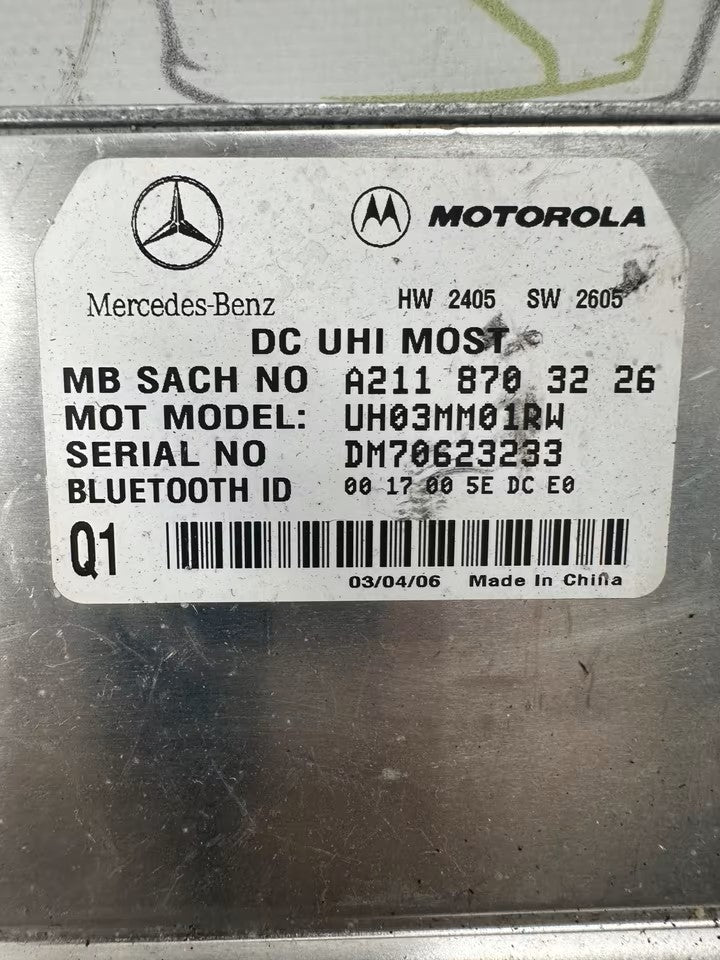 MOTOROLA
Mercedes-Benz
HW 2405 SW 2605
DC UHI MOST
MB SACH NO A211 870 32 26
MOT MODEL: UH03MM01RW
SERIAL NO DM70623233
BLUETOOTH ID 00 17 00 5E DC E0
Q1
03/04/06 Made In China